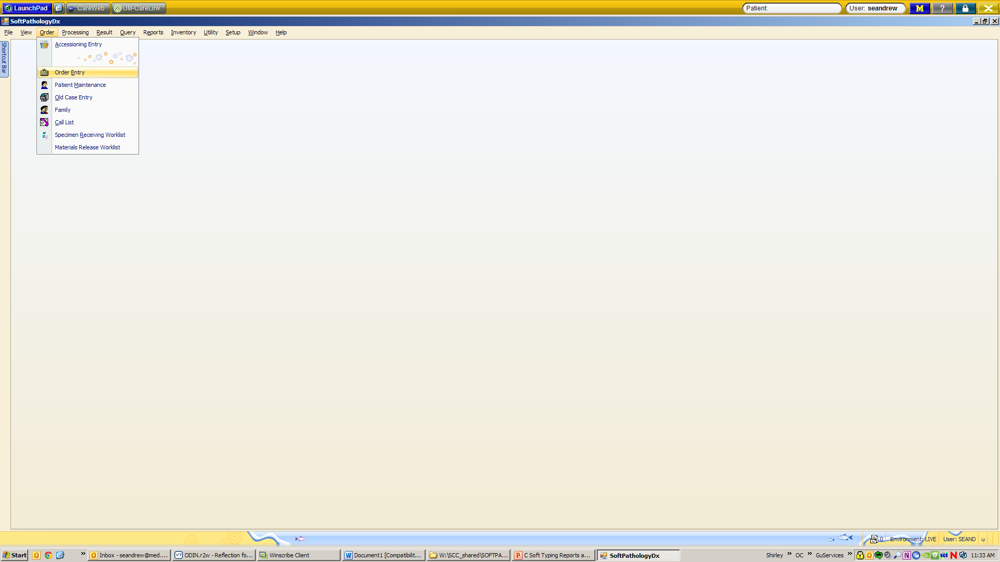 LaunchPad CareWeb UM-CareLink Patient: User: seandrew M ?
SoftPathologyDx
File View Order Processing Result Query Reports Inventory Utility Setup Window Help
Shortcut Bar
Accessioning Entry
Order Entry
Patient Maintenance
Old Case Entry
Family
Call List
Specimen Receiving Worklist
Materials Release Worklist
0 Environment: LIVE User: SEAND u
Start Inbox - seandrew@med.... ODIN.r2w - Reflection fo... Winscribe Client Document1 [Compatibilit... W:\SCC_shared\SOFTPA... C Soft Typing Reports a... SoftPathologyDx Shirley » OC » GuServices » 11:33 AM